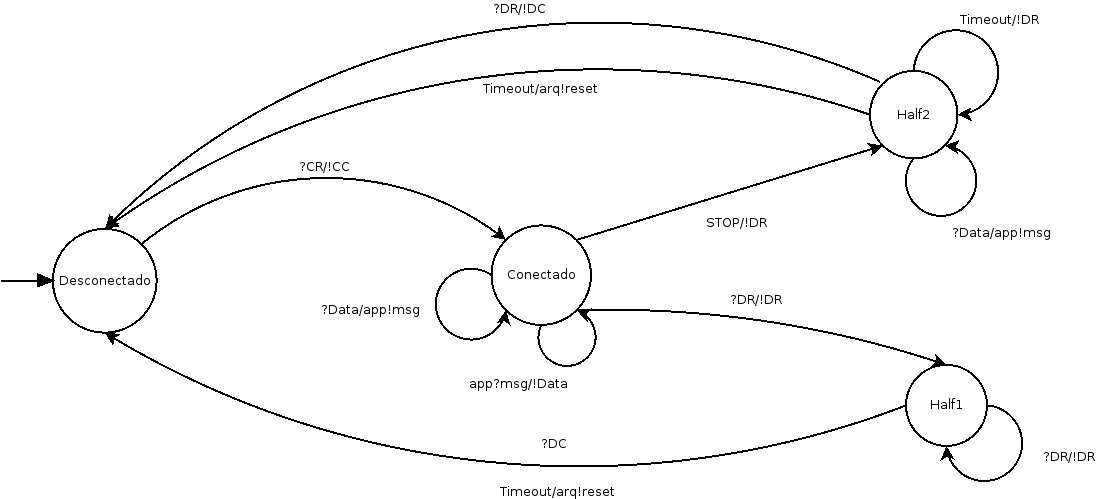 ?DR/!DC
Timeout/!DR
Timeout/arq!reset
Half2
?CR/!CC
STOP/!DR
?Data/app!msg
Desconectado
Conectado
?Data/app!msg
?DR/!DR
app?msg/!Data
Half1
?DC
?DR/!DR
Timeout/arq!reset